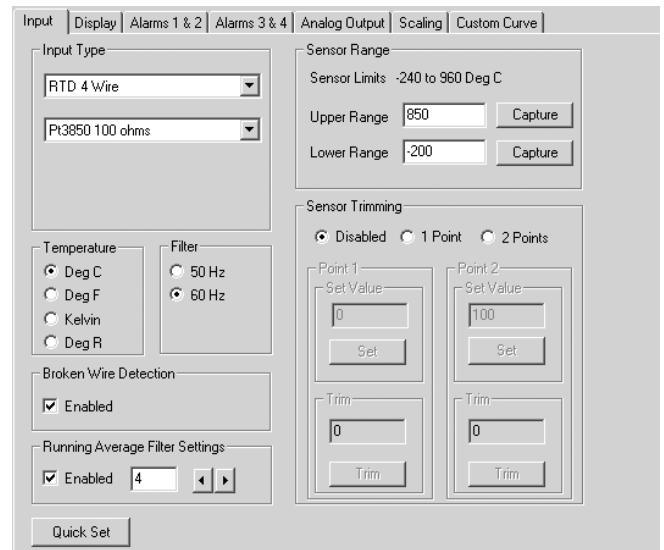 Input Display Alarms 1 & 2 Alarms 3 & 4 Analog Output Scaling Custom Curve
Input Type
RTD 4 Wire
Pt3850 100 ohms
Sensor Range
Sensor Limits -240 to 960 Deg C
Upper Range 850 Capture
Lower Range -200 Capture
Temperature
Deg C
Deg F
Kelvin
Deg R
Filter
50 Hz
60 Hz
Broken Wire Detection
Enabled
Running Average Filter Settings
Enabled 4
Quick Set
Sensor Trimming
Disabled 1 Point 2 Points
Point 1
Set Value
0
Set
Trim
0
Trim
Point 2
Set Value
100
Set
Trim
0
Trim